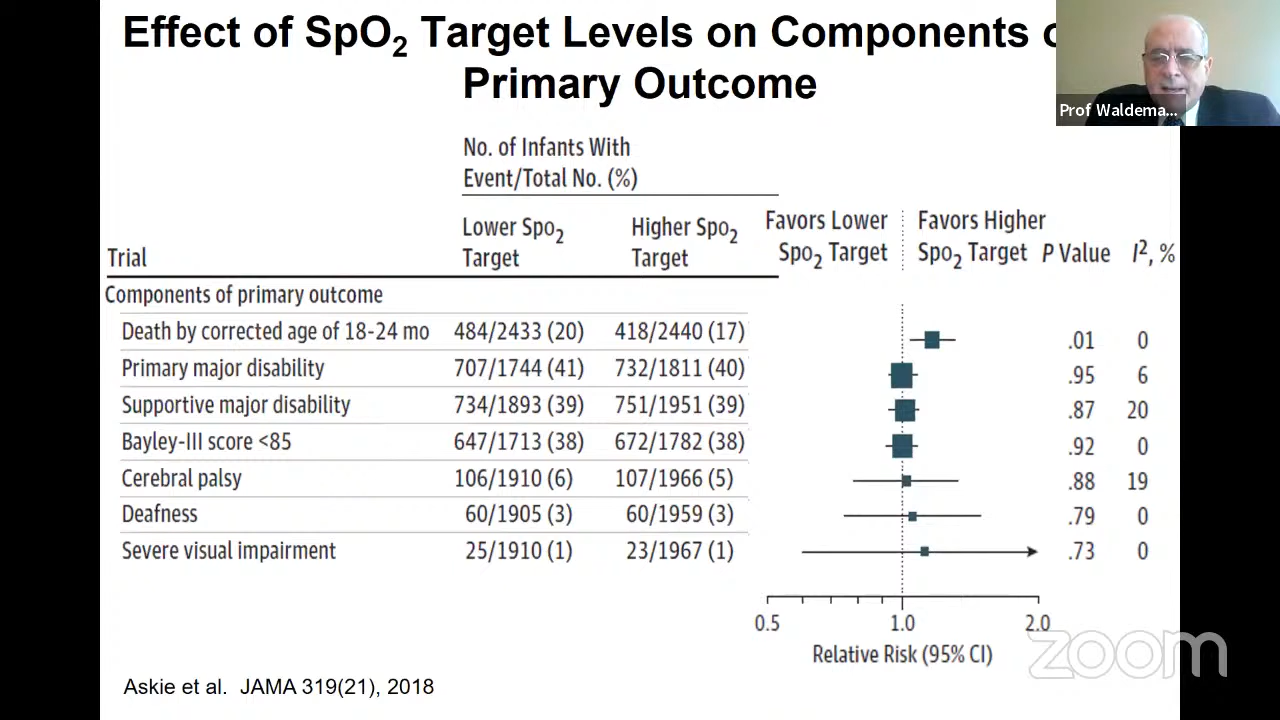 Effect of SpO2 Target Levels on Components
Primary Outcome
Prof Waldema...
No. of Infants With
Event/Total No. (%)
Trial
Lower Spo2
Target
Higher Spo2
Target
Favors Lower
Spo2 Target
Favors Higher
Spo2 Target
P Value
I2, %
Components of primary outcome
Death by corrected age of 18-24 mo 484/2433 (20) 418/2440 (17) .01 0
Primary major disability 707/1744 (41) 732/1811 (40) .95 6
Supportive major disability 734/1893 (39) 751/1951 (39) .87 20
Bayley-III score <85 647/1713 (38) 672/1782 (38) .92 0
Cerebral palsy 106/1910 (6) 107/1966 (5) .88 19
Deafness 60/1905 (3) 60/1959 (3) .79 0
Severe visual impairment 25/1910 (1) 23/1967 (1) .73 0
0.5 1.0 2.0
Relative Risk (95% CI)
zoom
Askie et al. JAMA 319(21), 2018